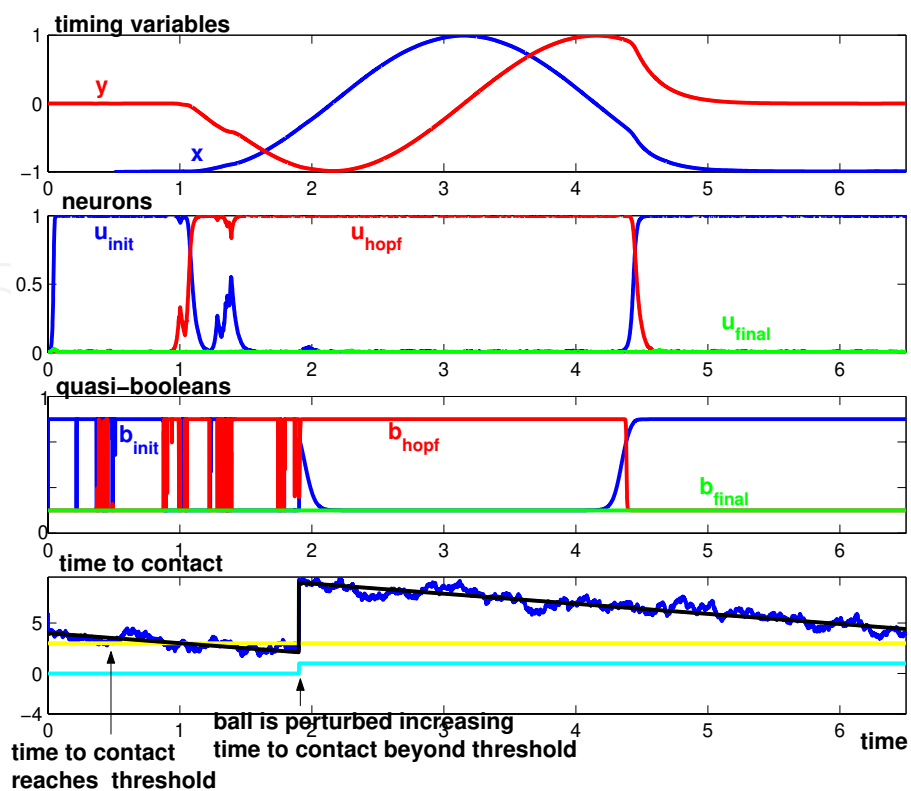 timing variables
1
y
0
x
−1
0 1 2 3 4 5 6
neurons
1
u_init
u_hopf
0.5
u_final
0
0 1 2 3 4 5 6
quasi−booleans
1
b_init
b_hopf
b_final
0
0 1 2 3 4 5 6
time to contact
5
0
−4
0 1 2 3 4 5 6
time
ball is perturbed increasing
time to contact beyond threshold
time to contact
reaches threshold